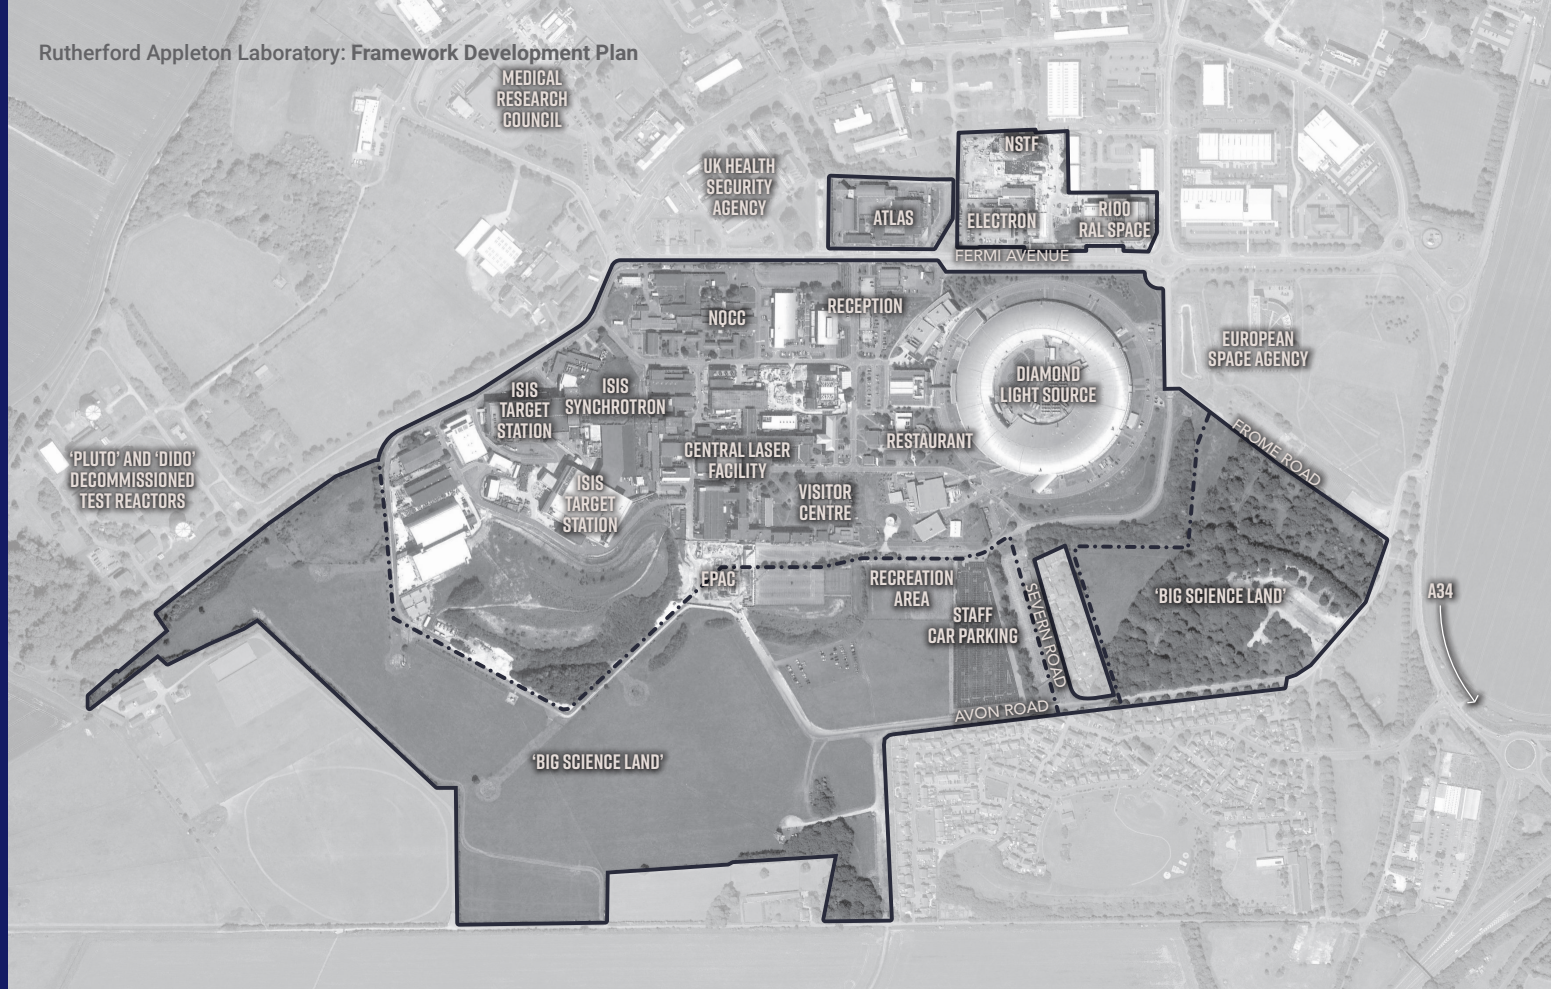 Rutherford Appleton Laboratory: Framework Development Plan
MEDICAL
RESEARCH
COUNCIL
UK HEALTH
SECURITY
AGENCY
NSTF
ATLAS
ELECTRON
R100
RAL SPACE
FERMI AVENUE
NQCC
RECEPTION
EUROPEAN
SPACE AGENCY
ISIS
TARGET
STATION
ISIS
SYNCHROTRON
DIAMOND
LIGHT SOURCE
CENTRAL LASER
FACILITY
RESTAURANT
FROME ROAD
'PLUTO' AND 'DIDO'
DECOMMISSIONED
TEST REACTORS
ISIS
TARGET
STATION
VISITOR
CENTRE
EPAC
RECREATION
AREA
STAFF
CAR PARKING
SEVERN ROAD
'BIG SCIENCE LAND'
A34
AVON ROAD
'BIG SCIENCE LAND'